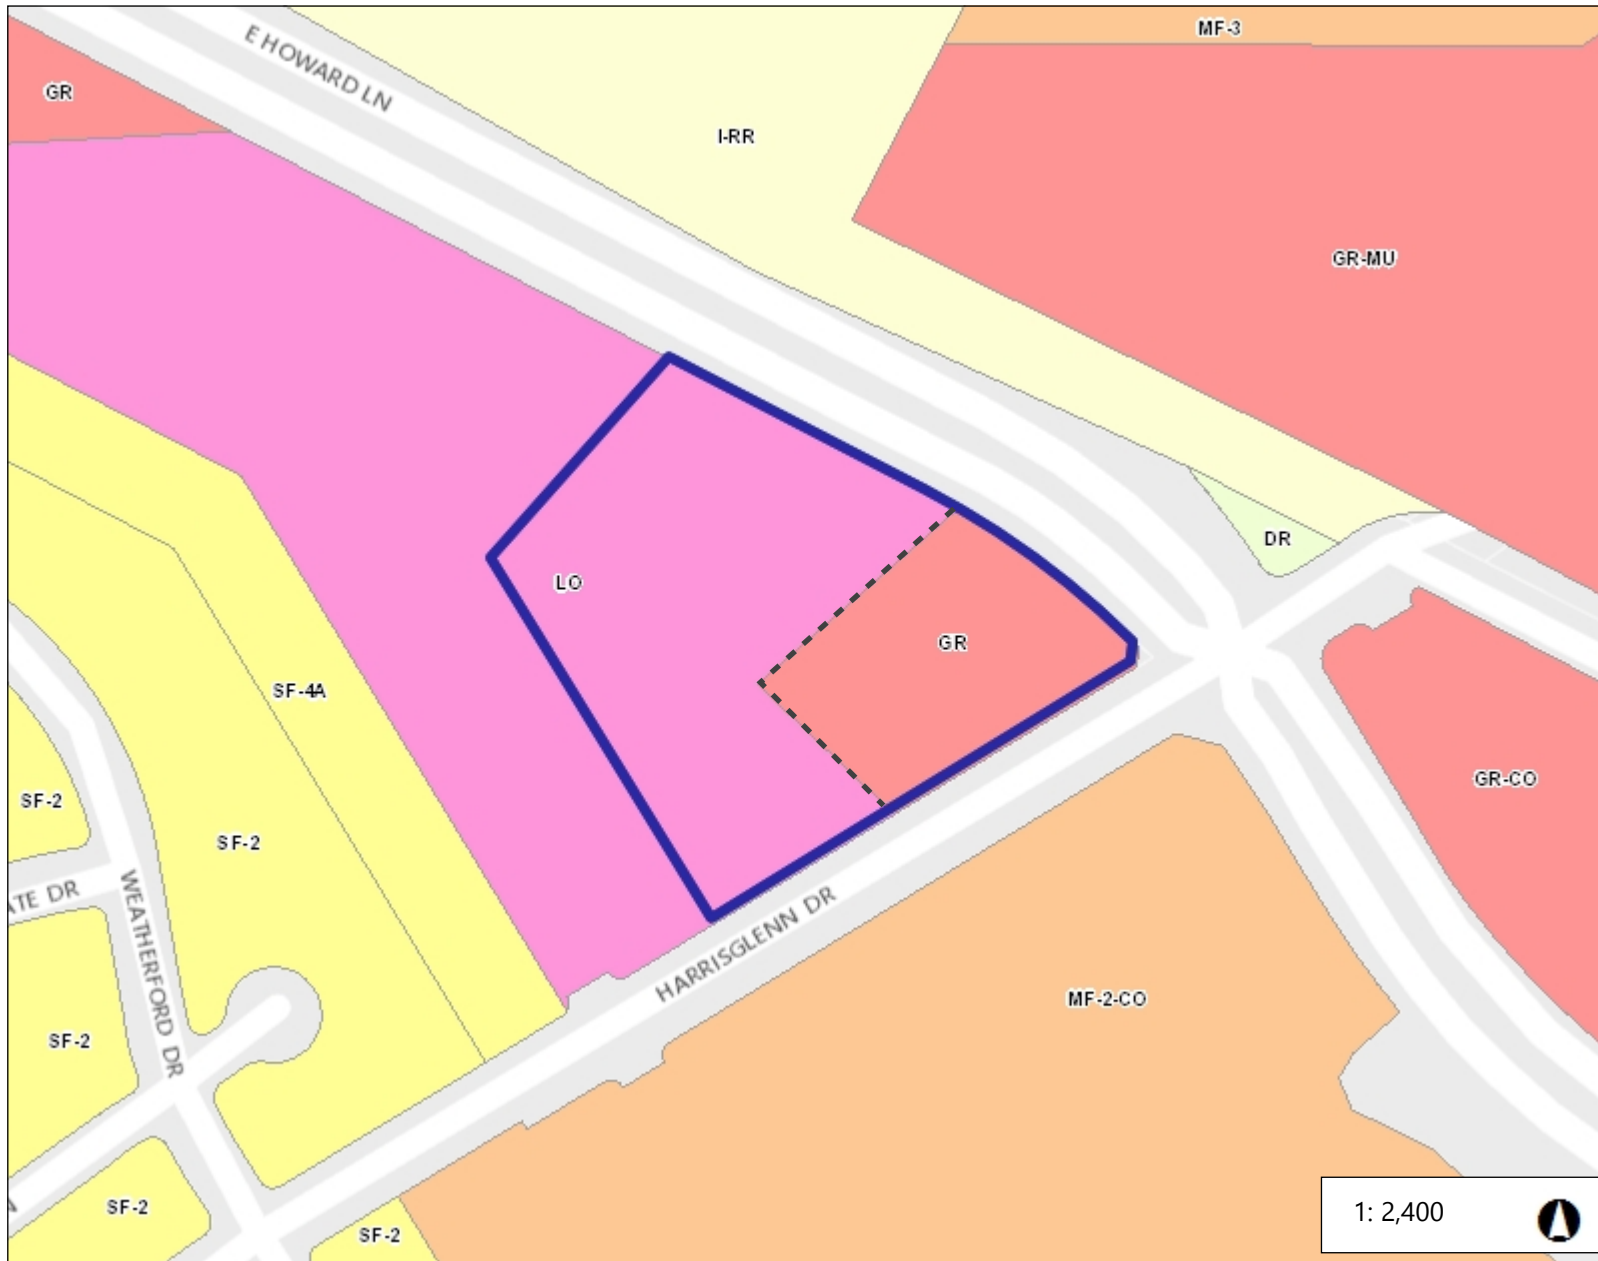 MF-3
E HOWARD LN
GR
I-RR
GR-MU
DR
LO
GR
SF-4A
GR-CO
SF-2
SF-2
ATE DR
WEATHERFORD DR
HARRISGLENN DR
MF-2-CO
SF-2
SF-2
SF-2
1: 2,400